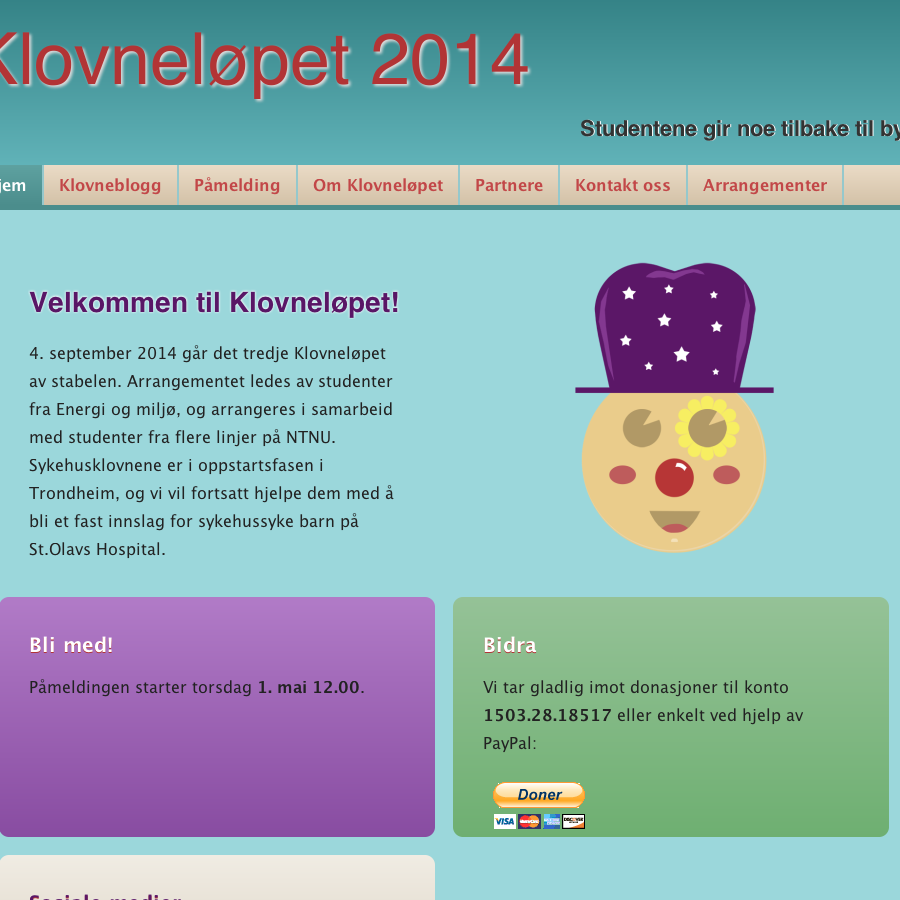 Klovneløpet 2014
Studentene gir noe tilbake til
Klovneblogg Påmelding Om Klovneløpet Partnere Kontakt oss Arrangementer
Velkommen til Klovneløpet!
4. september 2014 går det tredje Klovneløpet
av stabelen. Arrangementet ledes av studenter
fra Energi og miljø, og arrangeres i samarbeid
med studenter fra flere linjer på NTNU.
Sykehusklovnene er i oppstartsfasen i
Trondheim, og vi vil fortsatt hjelpe dem med å
bli et fast innslag for sykehussyke barn på
St.Olavs Hospital.
Bli med!
Påmeldingen starter torsdag 1. mai 12.00.
Bidra
Vi tar gladlig imot donasjoner til konto
1503.28.18517 eller enkelt ved hjelp av
PayPal:
Doner
VISA MasterCard DISCOVER
Sosiale medier